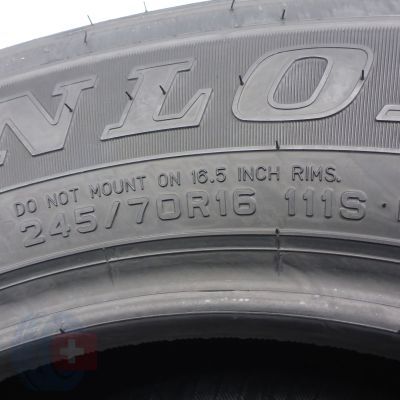 NLO
DO NOT MOUNT ON 16.5 INCH RIMS.
245/70R16 111S